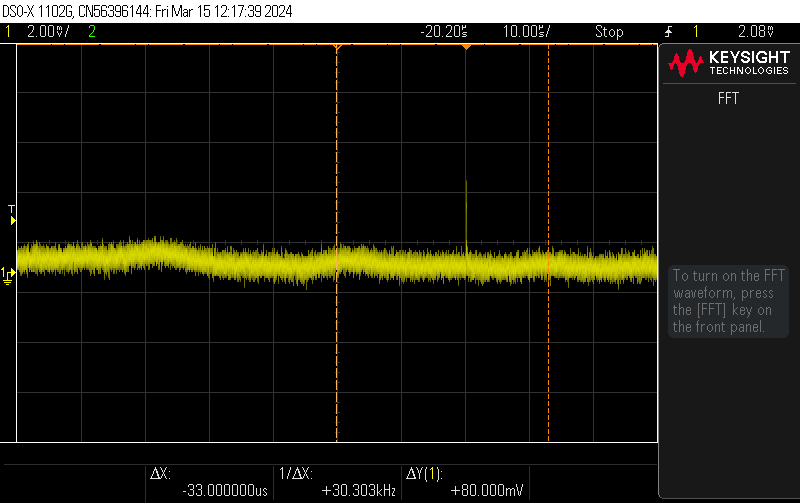 DSO-X 1102G, CN56396144: Fri Mar 15 12:17:39 2024
1 2.00V/ 2 -20.20s 10.00s/ Stop 1 2.08V
KEYSIGHT
TECHNOLOGIES
FFT
T
1
To turn on the FFT
waveform, press
the [FFT] key on
the front panel.
ΔX: 1/ΔX: ΔY(1):
-33.000000us +30.303kHz +80.000mV